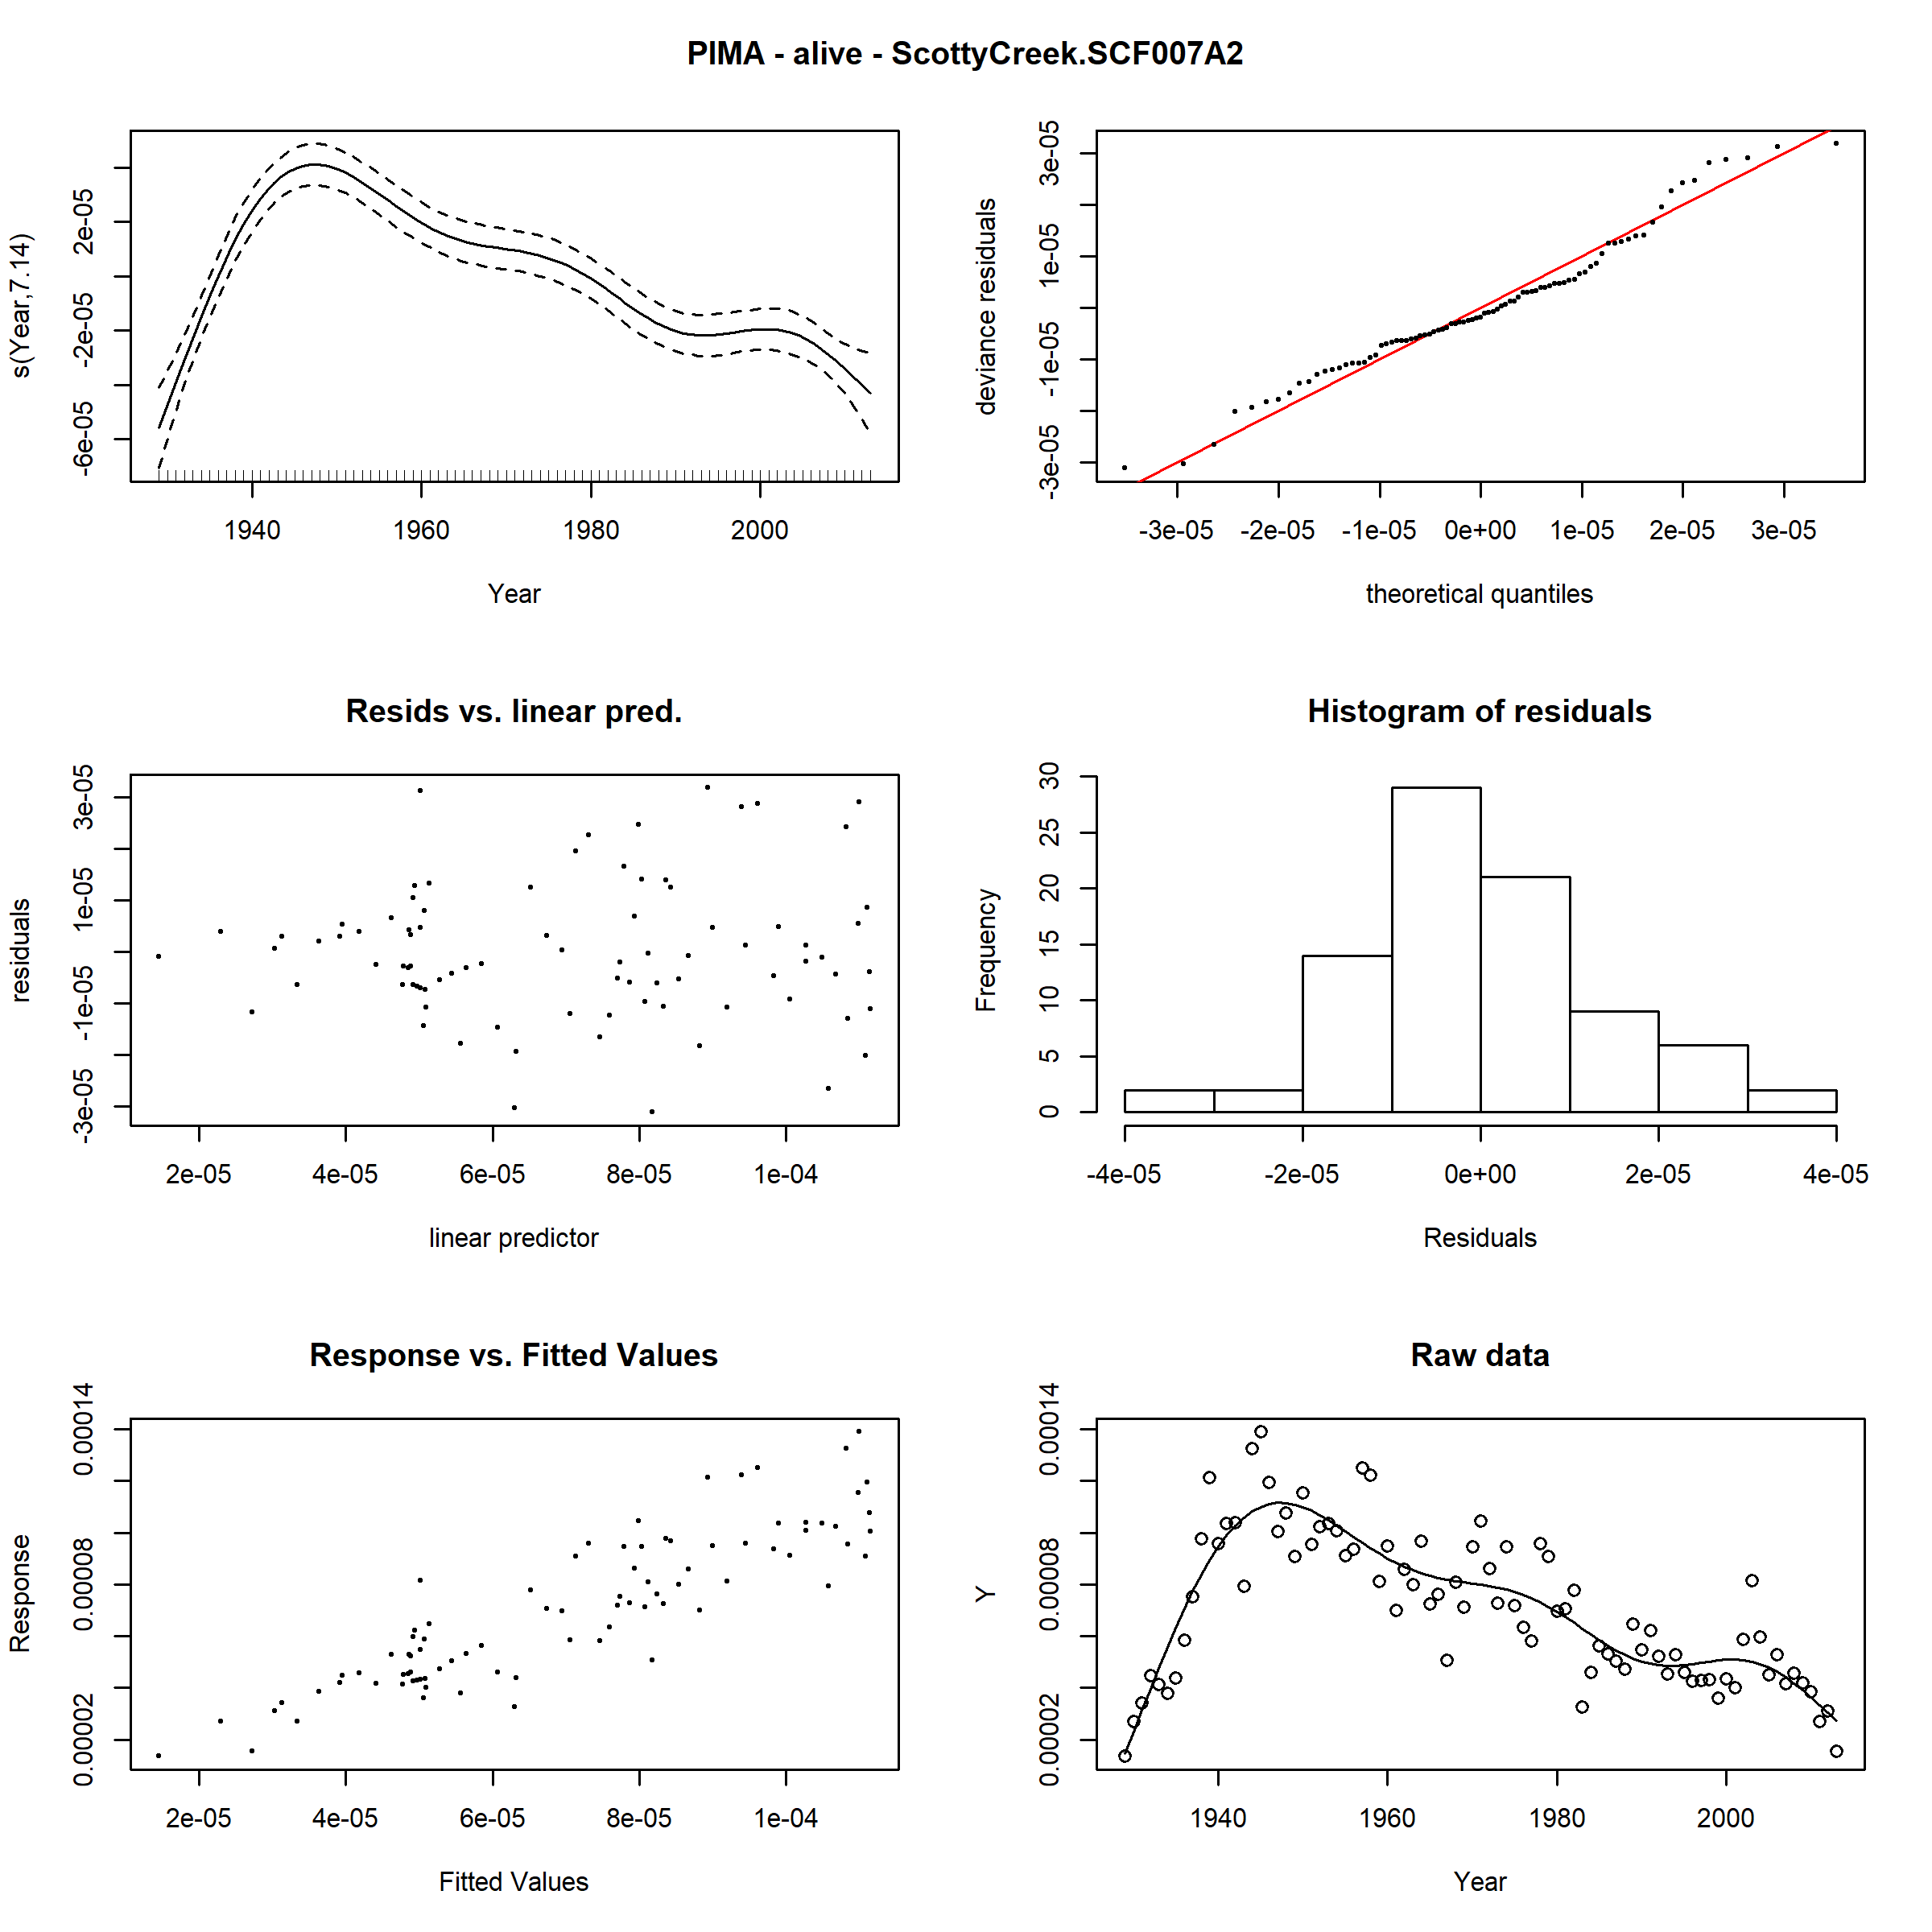 PIMA - alive - ScottyCreek.SCF007A2
s(Year,7.14)
-6e-05 -2e-05 2e-05
1940 1960 1980 2000
Year
deviance residuals
-3e-05 -1e-05 1e-05 3e-05
-3e-05 -2e-05 -1e-05 0e+00 1e-05 2e-05 3e-05
theoretical quantiles
Resids vs. linear pred.
residuals
-3e-05 -1e-05 1e-05 3e-05
2e-05 4e-05 6e-05 8e-05 1e-04
linear predictor
Histogram of residuals
Frequency
0 5 10 15 20 25 30
-4e-05 -2e-05 0e+00 2e-05 4e-05
Residuals
Response vs. Fitted Values
Response
0.00002 0.00008 0.00014
2e-05 4e-05 6e-05 8e-05 1e-04
Fitted Values
Raw data
Y
0.00002 0.00008 0.00014
1940 1960 1980 2000
Year